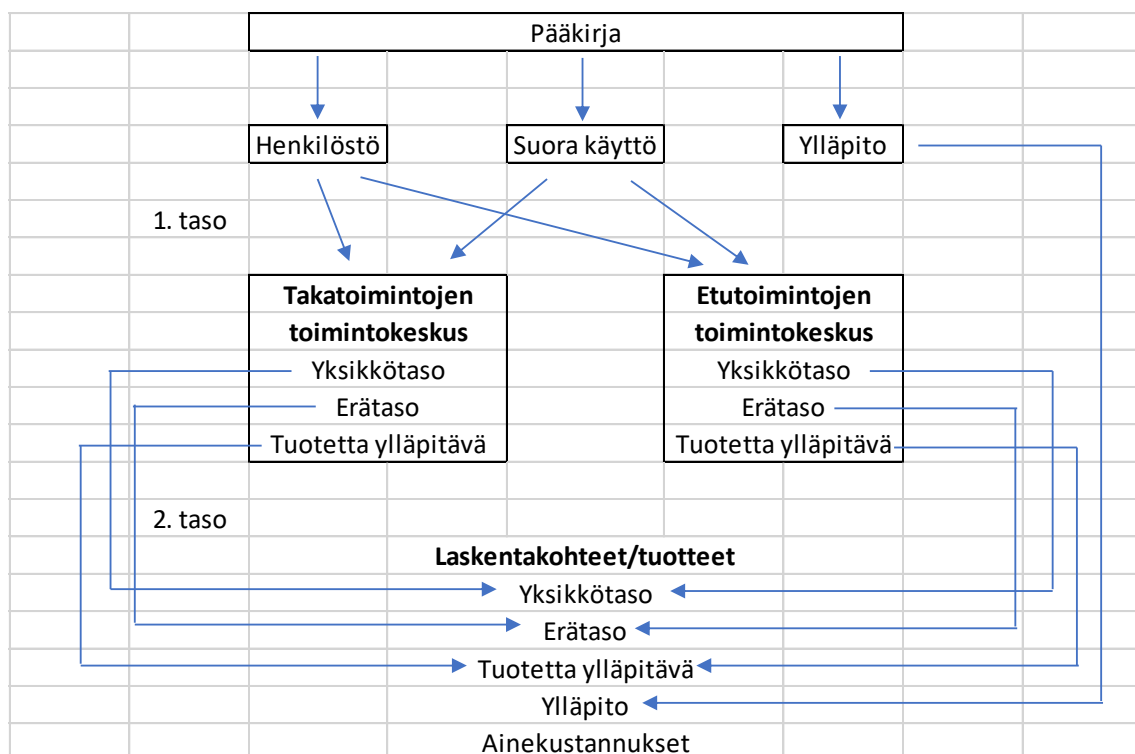 Pääkirja
Henkilöstö
Suora käyttö
Ylläpito
1. taso
Takatoimintojen
toimintokeskus
Yksikkötaso
Erätaso
Tuotetta ylläpitävä
Etutoimintojen
toimintokeskus
Yksikkötaso
Erätaso
Tuotetta ylläpitävä
2. taso
Laskentakohteet/tuotteet
Yksikkötaso
Erätaso
Tuotetta ylläpitävä
Ylläpito
Ainekustannukset